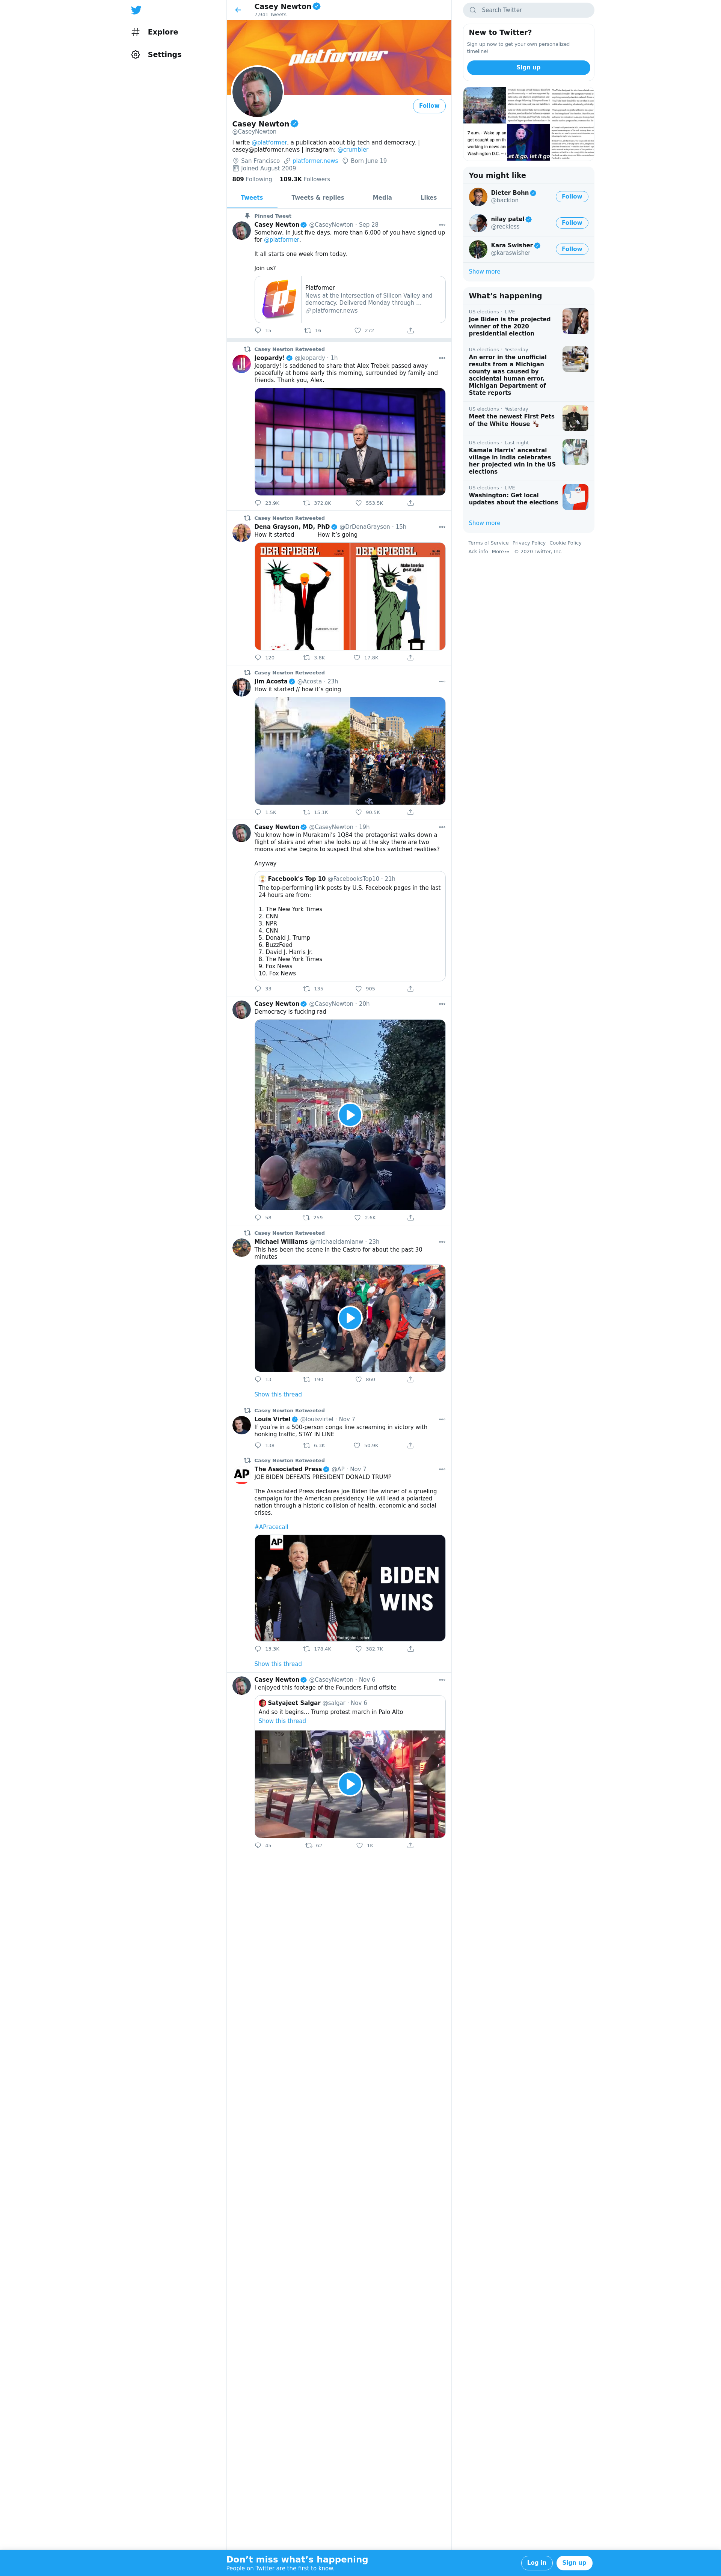 Explore
Settings
Casey Newton
7,941 Tweets
platformer
Follow
Casey Newton
@CaseyNewton
I write @platformer, a publication about big tech and democracy. |
casey@platformer.news | instagram: @crumbler
San Francisco platformer.news Born June 19
Joined August 2009
809 Following 109.3K Followers
Tweets Tweets & replies Media Likes
Pinned Tweet
Casey Newton @CaseyNewton · Sep 28
Somehow, in just five days, more than 6,000 of you have signed up
for @platformer.
It all starts one week from today.
Join us?
Platformer
News at the intersection of Silicon Valley and
democracy. Delivered Monday through ...
platformer.news
15 16 272
Casey Newton Retweeted
Jeopardy! @Jeopardy · 1h
Jeopardy! is saddened to share that Alex Trebek passed away
peacefully at home early this morning, surrounded by family and
friends. Thank you, Alex.
23.9K 372.8K 553.5K
Casey Newton Retweeted
Dena Grayson, MD, PhD @DrDenaGrayson · 15h
How it started How it's going
DER SPIEGEL DER SPIEGEL
Make America
great again
AMERICA FIRST
120 3.8K 17.8K
Casey Newton Retweeted
Jim Acosta @Acosta · 23h
How it started // how it's going
1.5K 15.1K 90.5K
Casey Newton @CaseyNewton · 19h
You know how in Murakami's 1Q84 the protagonist walks down a
flight of stairs and when she looks up at the sky there are two
moons and she begins to suspect that she has switched realities?
Anyway
Facebook's Top 10 @FacebooksTop10 · 21h
The top-performing link posts by U.S. Facebook pages in the last
24 hours are from:
1. The New York Times
2. CNN
3. NPR
4. CNN
5. Donald J. Trump
6. BuzzFeed
7. David J. Harris Jr.
8. The New York Times
9. Fox News
10. Fox News
33 135 905
Casey Newton @CaseyNewton · 20h
Democracy is fucking rad
58 259 2.6K
Casey Newton Retweeted
Michael Williams @michaeldamianw · 23h
This has been the scene in the Castro for about the past 30
minutes
13 190 860
Show this thread
Casey Newton Retweeted
Louis Virtel @louisvirtel · Nov 7
If you're in a 500-person conga line screaming in victory with
honking traffic, STAY IN LINE
138 6.3K 50.9K
Casey Newton Retweeted
The Associated Press @AP · Nov 7
JOE BIDEN DEFEATS PRESIDENT DONALD TRUMP
The Associated Press declares Joe Biden the winner of a grueling
campaign for the American presidency. He will lead a polarized
nation through a historic collision of health, economic and social
crises.
#APracecall
AP
BIDEN
WINS
13.3K 178.4K 382.7K
Show this thread
Casey Newton @CaseyNewton · Nov 6
I enjoyed this footage of the Founders Fund offsite
Satyajeet Salgar @salgar · Nov 6
And so it begins... Trump protest march in Palo Alto
Show this thread
45 62 1K
Search Twitter
New to Twitter?
Sign up now to get your own personalized
timeline!
Sign up
7 a.m. - Wake up an
get caught up on th
working in news an
Washington D.C. –
Let it go, let it go
You might like
Dieter Bohn
@backlon
Follow
nilay patel
@reckless
Follow
Kara Swisher
@karaswisher
Follow
Show more
What's happening
US elections · LIVE
Joe Biden is the projected
winner of the 2020
presidential election
US elections · Yesterday
An error in the unofficial
results from a Michigan
county was caused by
accidental human error,
Michigan Department of
State reports
US elections · Yesterday
Meet the newest First Pets
of the White House
US elections · Last night
Kamala Harris' ancestral
village in India celebrates
her projected win in the US
elections
US elections · LIVE
Washington: Get local
updates about the elections
Show more
Terms of Service Privacy Policy Cookie Policy
Ads info More © 2020 Twitter, Inc.
Don't miss what's happening
People on Twitter are the first to know.
Log in
Sign up